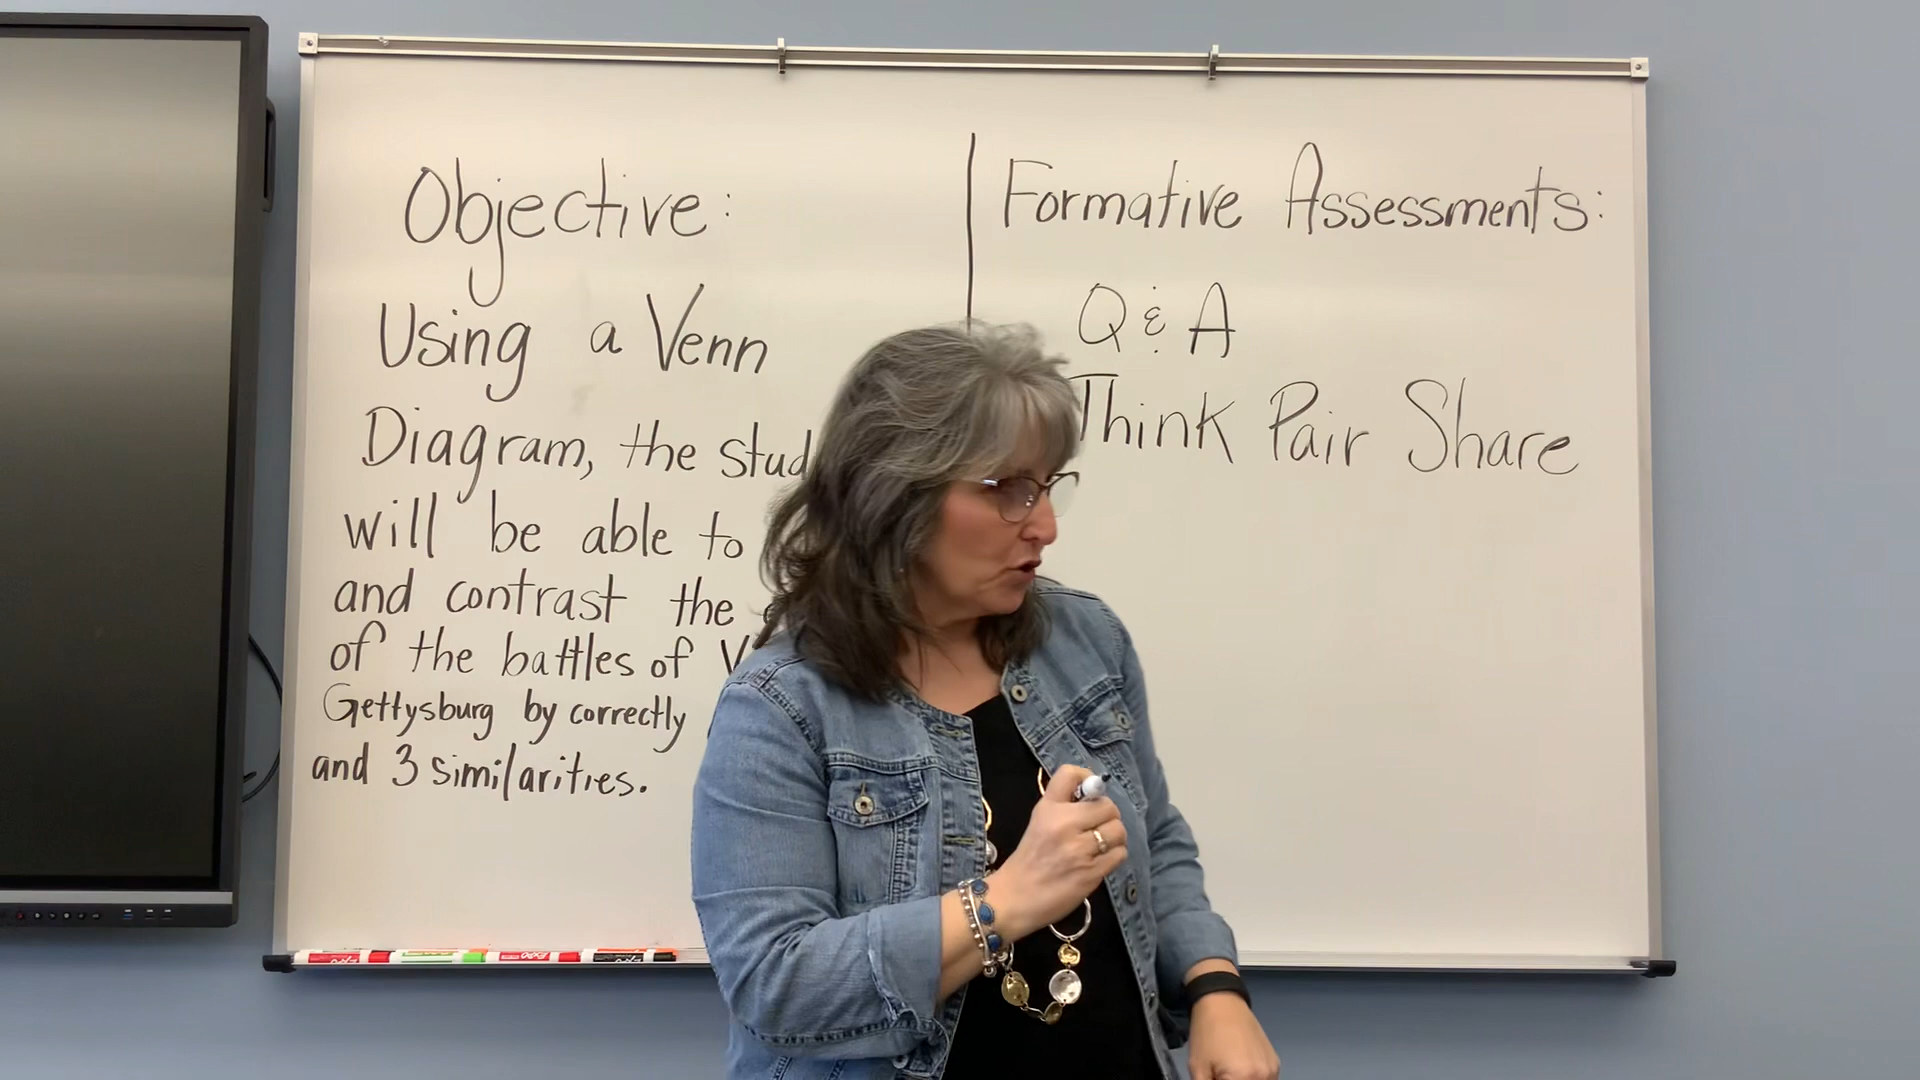 Objective:
Using a Venn
Diagram, the stud
will be able to
and contrast the
of the battles of V
Gettysburg by correctly
and 3 similarities.
Formative Assessments:
Q & A
Think Pair Share